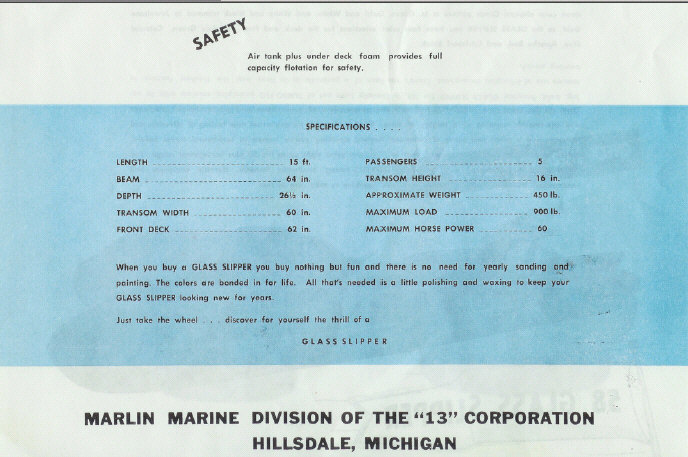 SAFETY
Air tank plus under deck foam provides full
capacity flotation for safety.
SPECIFICATIONS . . . .
LENGTH 15 ft.
BEAM 64 in.
DEPTH 26½ in.
TRANSOM WIDTH 60 in.
FRONT DECK 62 in.
PASSENGERS 5
TRANSOM HEIGHT 16 in.
APPROXIMATE WEIGHT 450 lb.
MAXIMUM LOAD 900 lb.
MAXIMUM HORSE POWER 60
When you buy a GLASS SLIPPER you buy nothing but fun and there is no need for yearly sanding and
painting. The colors are bonded in for life. All that's needed is a little polishing and waxing to keep your
GLASS SLIPPER looking new for years.
Just take the wheel . . . discover for yourself the thrill of a
GLASS SLIPPER
MARLIN MARINE DIVISION OF THE "13" CORPORATION
HILLSDALE, MICHIGAN